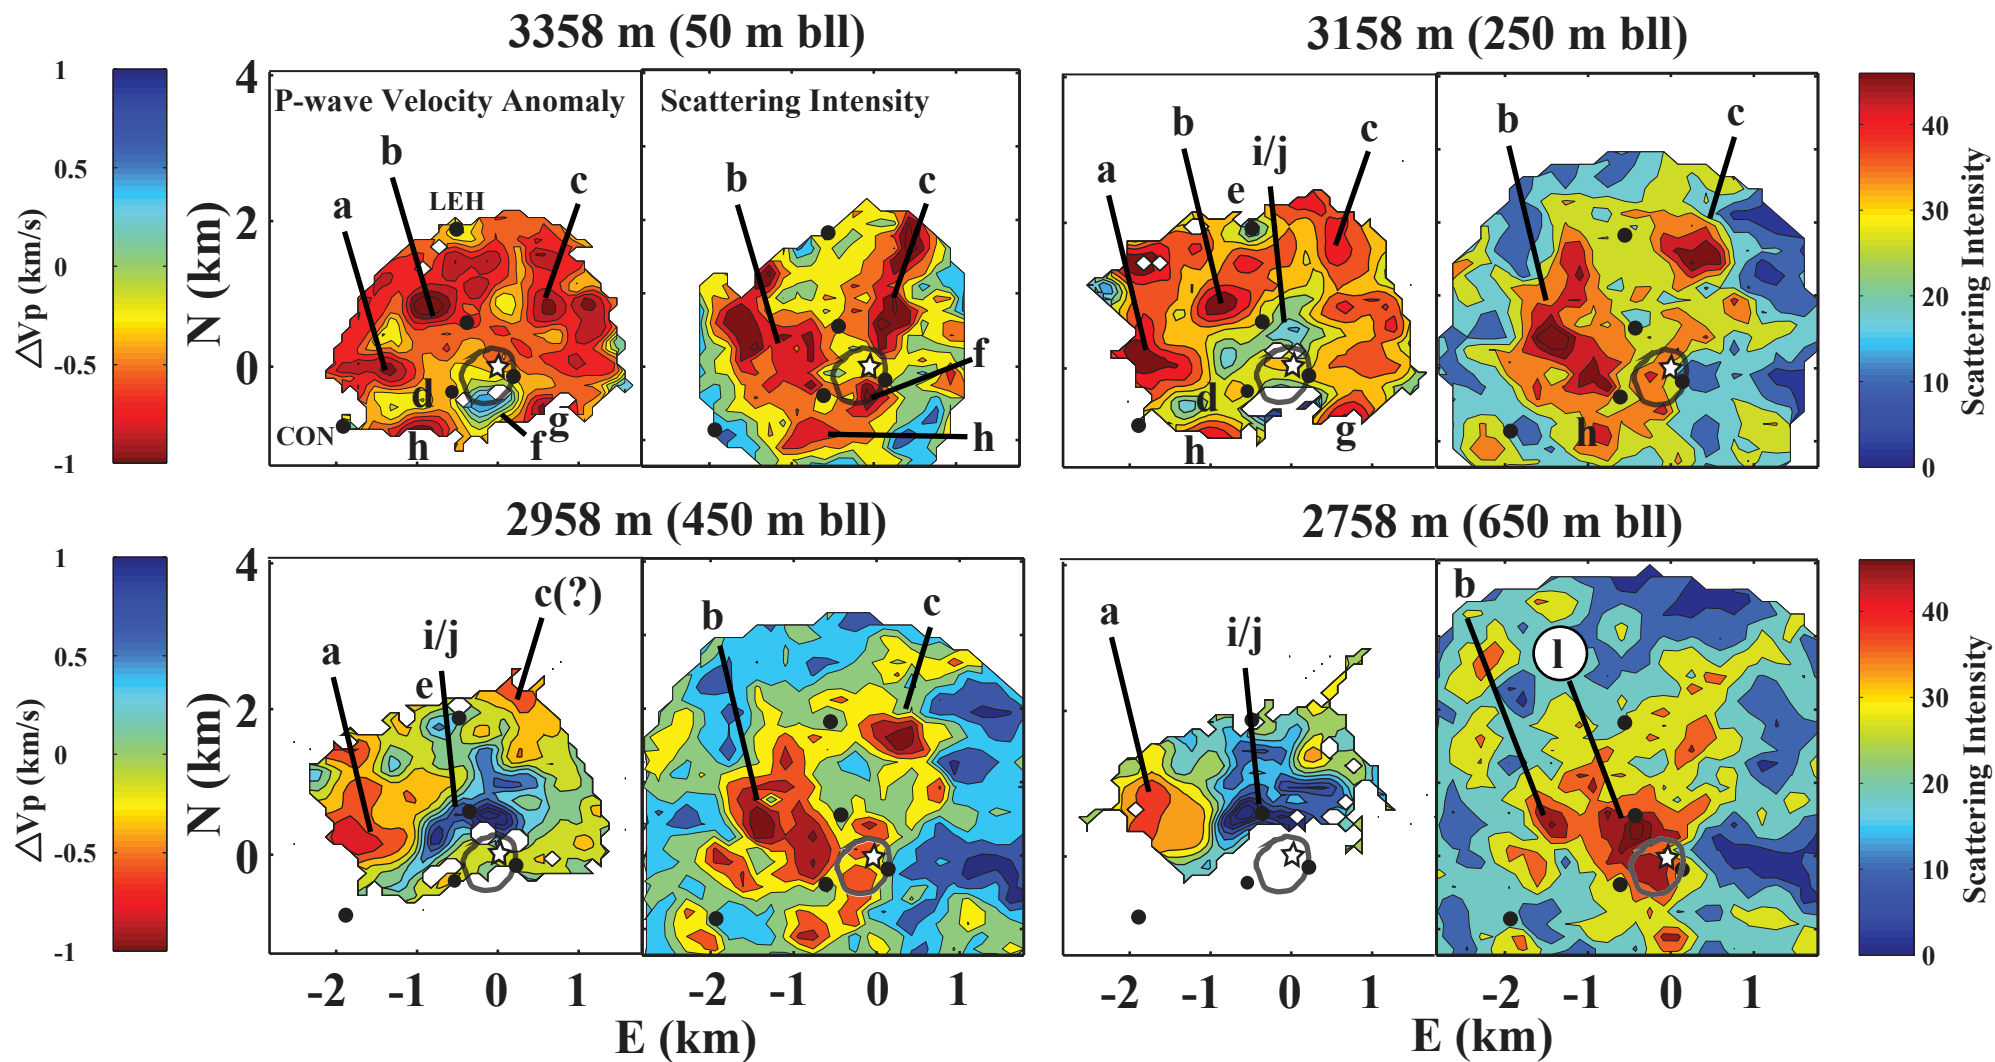 3358 m (50 m bll)
3158 m (250 m bll)
P-wave Velocity Anomaly
Scattering Intensity
1
0.5
0
-0.5
-1
ΔVp (km/s)
4
2
0
N (km)
a
b
LEH
c
d
CON
h
f
g
b
c
f
h
a
b
e
i/j
c
d
h
g
b
c
h
40
30
20
10
0
Scattering Intensity
2958 m (450 m bll)
2758 m (650 m bll)
1
0.5
0
-0.5
-1
ΔVp (km/s)
4
2
0
N (km)
a
i/j
e
c(?)
b
c
a
i/j
b
l
40
30
20
10
0
Scattering Intensity
-2 -1 0 1 -2 -1 0 1 -2 -1 0 1 -2 -1 0 1
E (km) E (km)